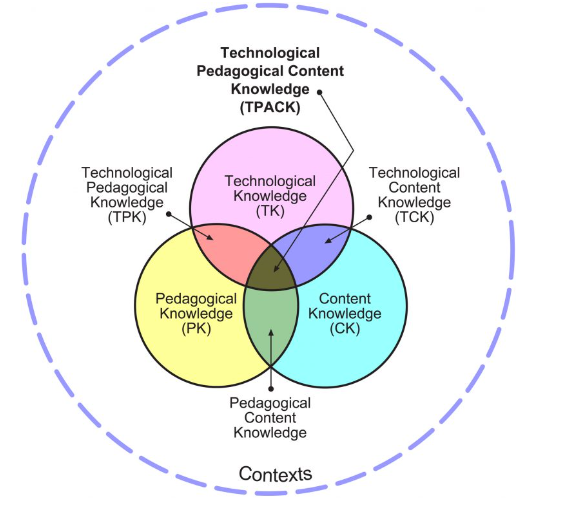 Technological
Pedagogical Content
Knowledge
(TPACK)
Technological
Pedagogical
Knowledge
(TPK)
Technological
Knowledge
(TK)
Technological
Content
Knowledge
(TCK)
Pedagogical
Knowledge
(PK)
Content
Knowledge
(CK)
Pedagogical
Content
Knowledge
Contexts